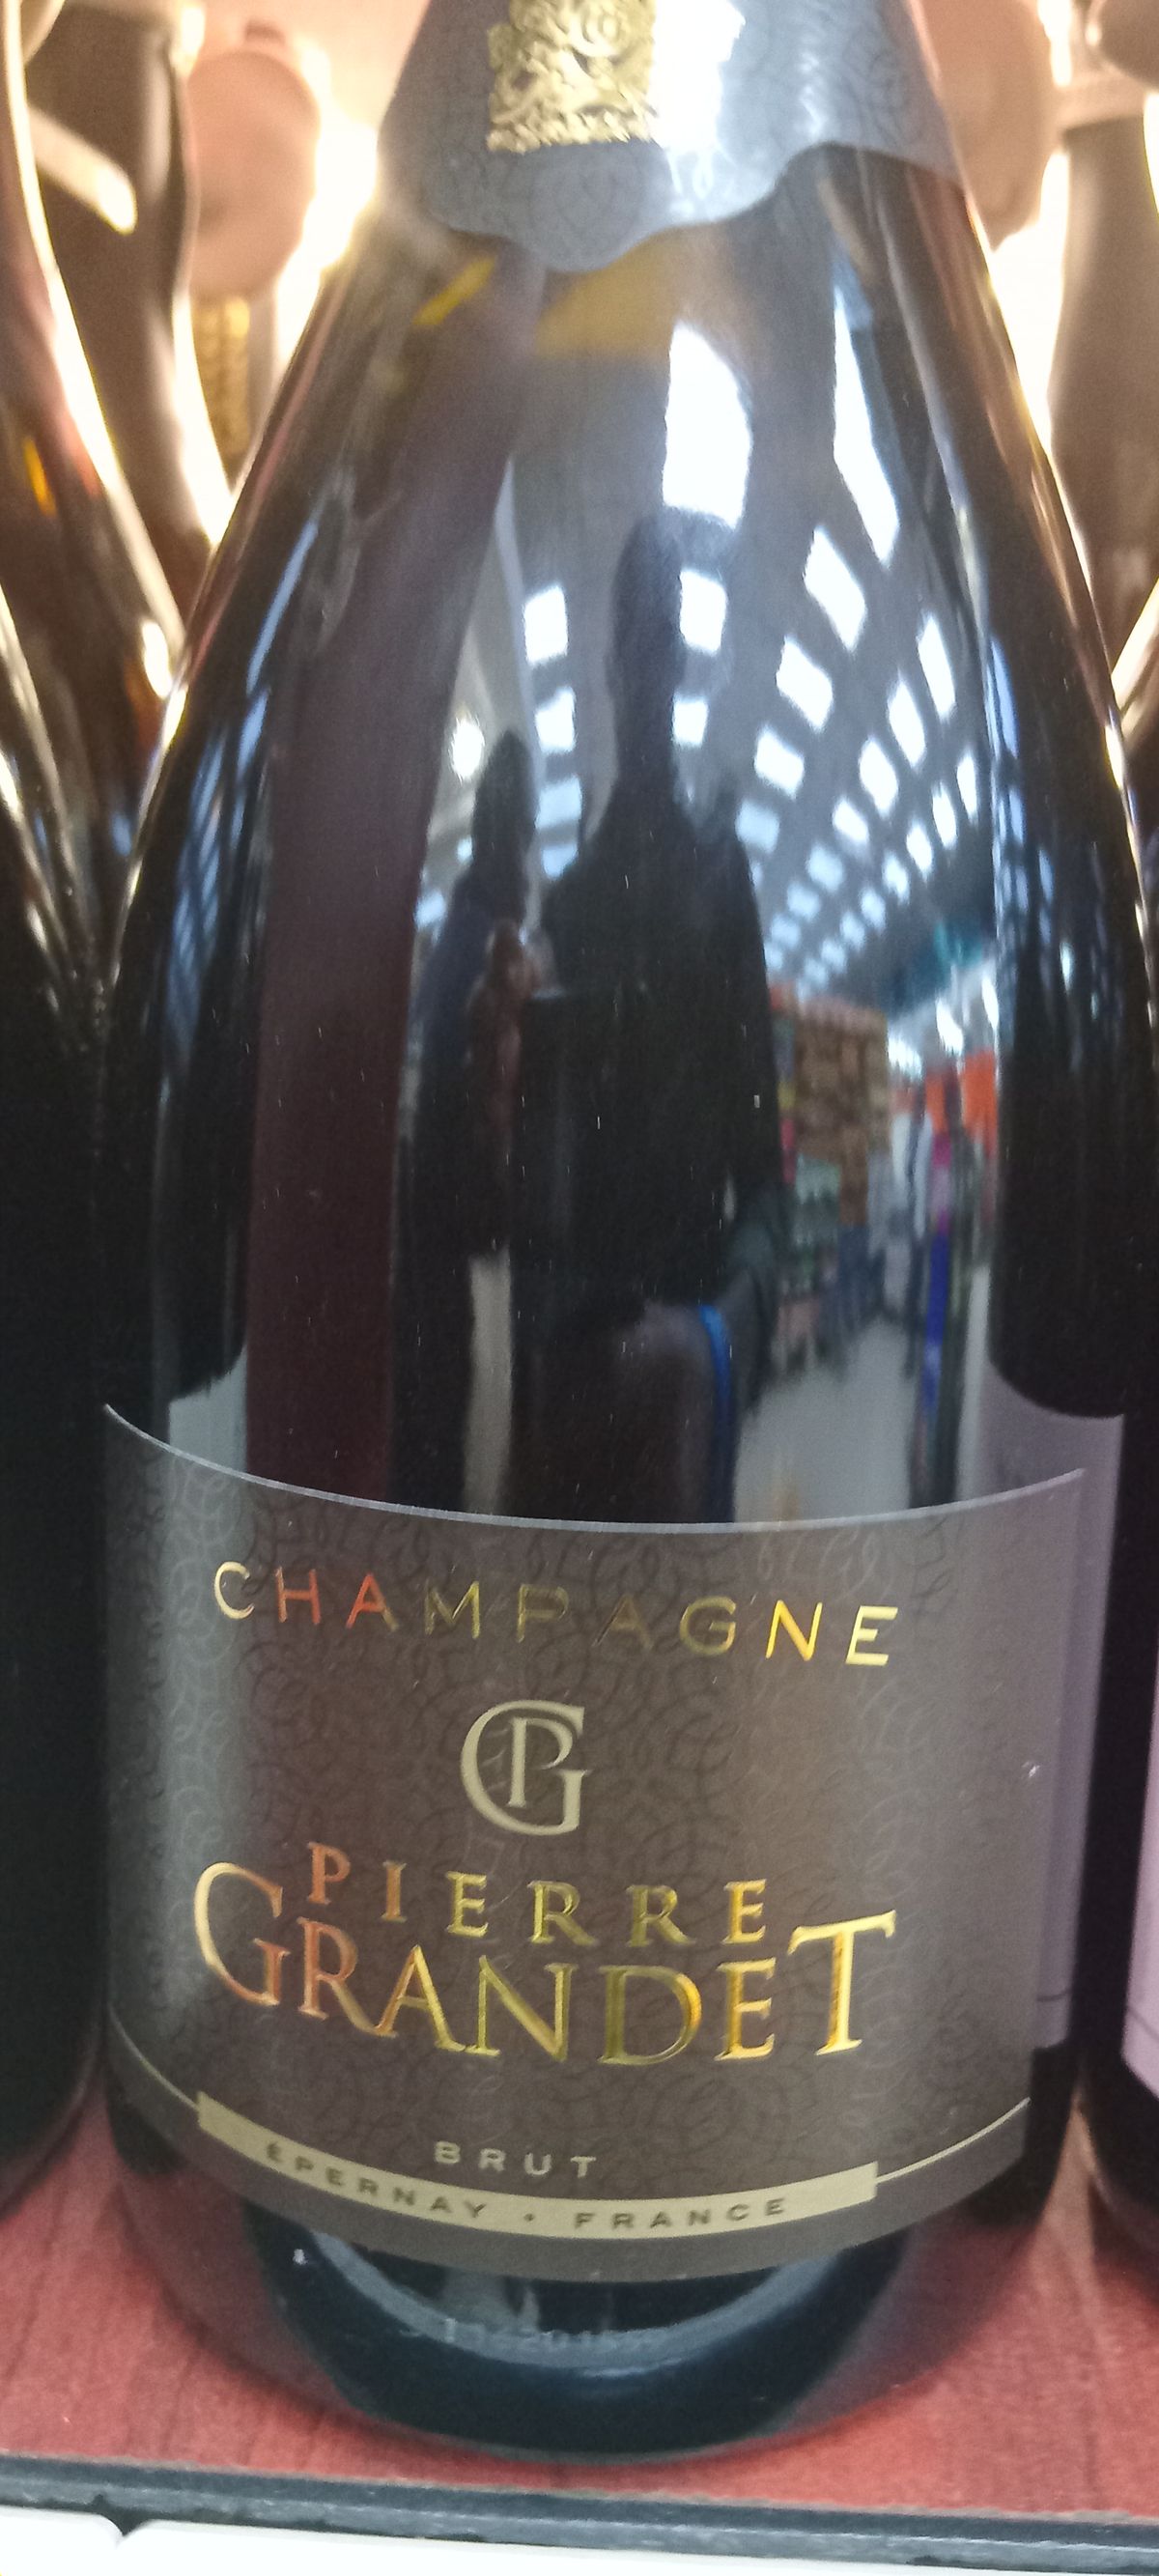 CHAMPAGNE
PG
PIERRE
GRANDET
BRUT
ÉPERNAY • FRANCE